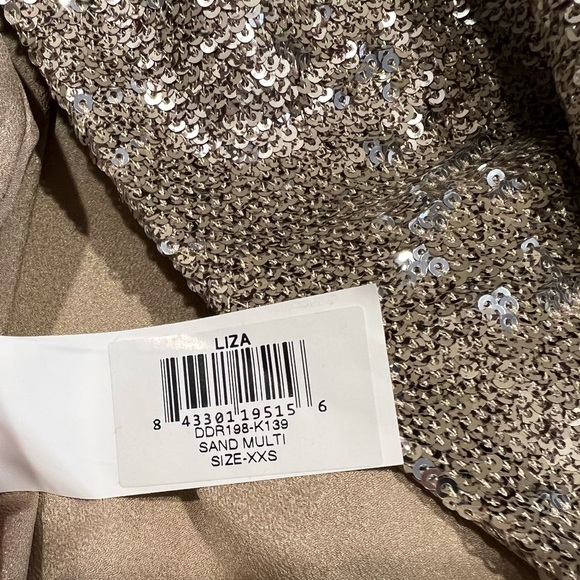 LIZA
8 43301 19515 6
DDR198-K139
SAND MULTI
SIZE-XXS